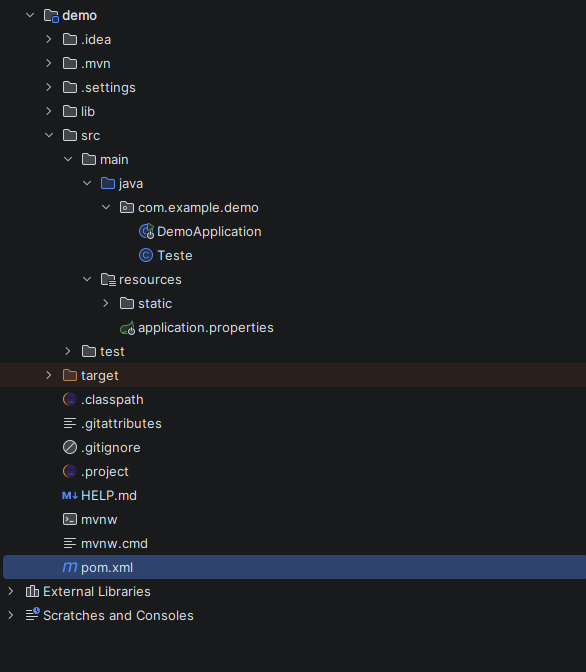 demo
.idea
.mvn
.settings
lib
src
main
java
com.example.demo
DemoApplication
Teste
resources
static
application.properties
test
target
.classpath
.gitattributes
.gitignore
.project
M↓ HELP.md
mvnw
mvnw.cmd
m pom.xml
External Libraries
Scratches and Consoles